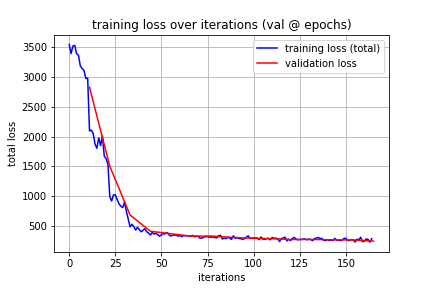 training loss over iterations (val @ epochs)
training loss (total)
validation loss
total loss
3500
3000
2500
2000
1500
1000
500
0
25
50
75
100
125
150
iterations